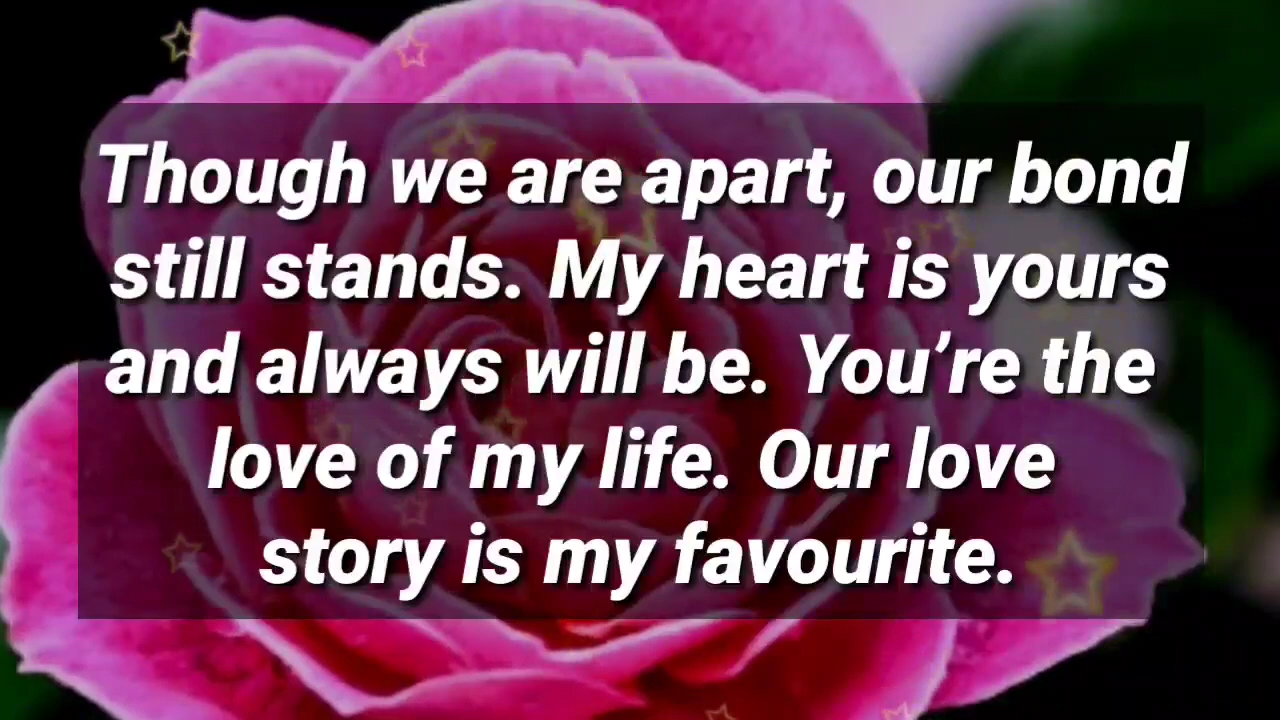 Though we are apart, our bond
still stands. My heart is yours
and always will be. You’re the
love of my life. Our love
story is my favourite.